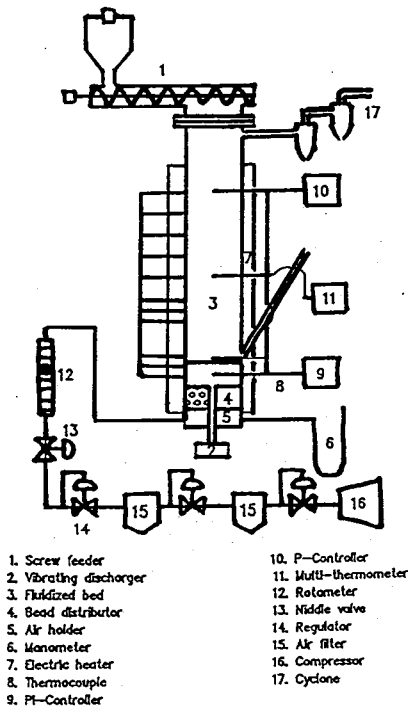 1
17
10
7
3
11
12
8
9
4
5
13
2
6
14
15
15
16
1. Screw feeder
2. Vibrating discharger
3. Fluidized bed
4. Bead distributor
5. Air holder
6. Manometer
7. Electric heater
8. Thermocouple
9. PI-Controller
10. P-Controller
11. Multi-thermometer
12. Rotometer
13. Niddle valve
14. Regulator
15. Air filter
16. Compressor
17. Cyclone